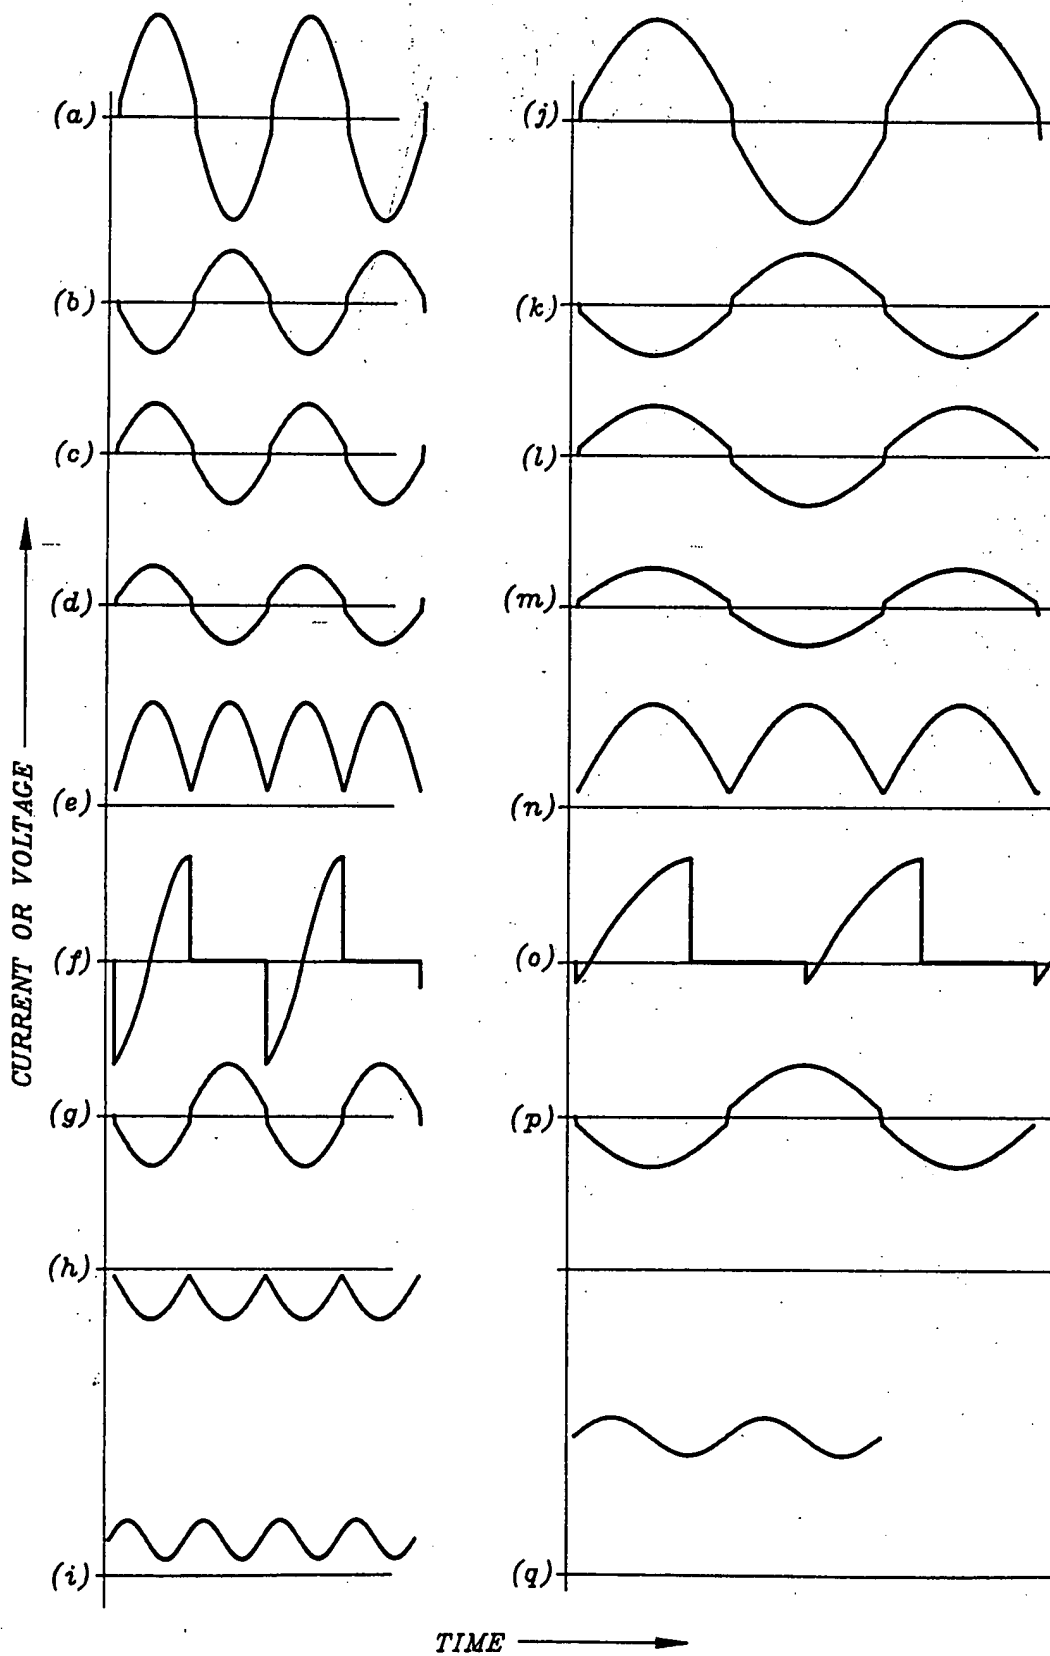 (a)
(j)
(b)
(k)
(c)
(l)
(d)
(m)
(e)
(n)
(f)
(o)
(g)
(p)
(h)
(i)
(q)
CURRENT OR VOLTAGE
TIME